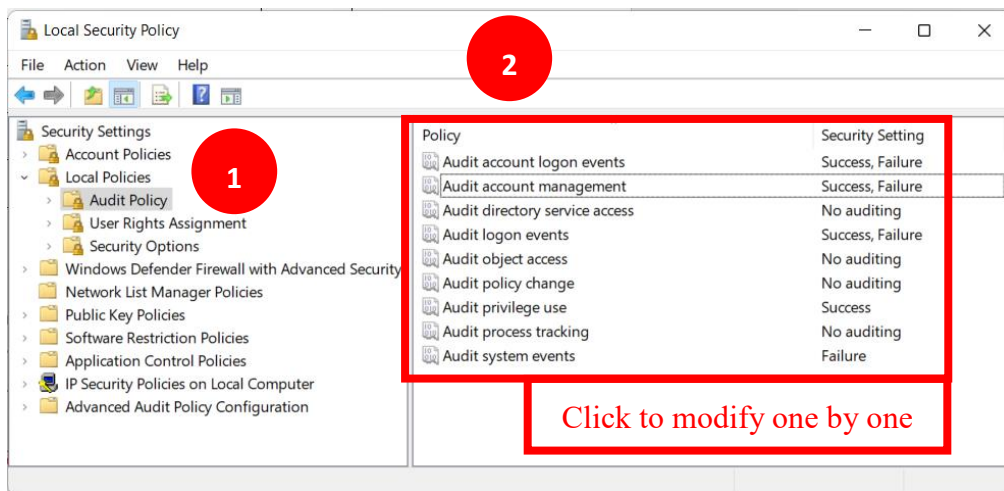 Local Security Policy
File Action View Help
2
Security Settings
Account Policies
Local Policies
1
Audit Policy
User Rights Assignment
Security Options
Windows Defender Firewall with Advanced Security
Network List Manager Policies
Public Key Policies
Software Restriction Policies
Application Control Policies
IP Security Policies on Local Computer
Advanced Audit Policy Configuration
Policy Security Setting
Audit account logon events Success, Failure
Audit account management Success, Failure
Audit directory service access No auditing
Audit logon events Success, Failure
Audit object access No auditing
Audit policy change No auditing
Audit privilege use Success
Audit process tracking No auditing
Audit system events Failure
Click to modify one by one